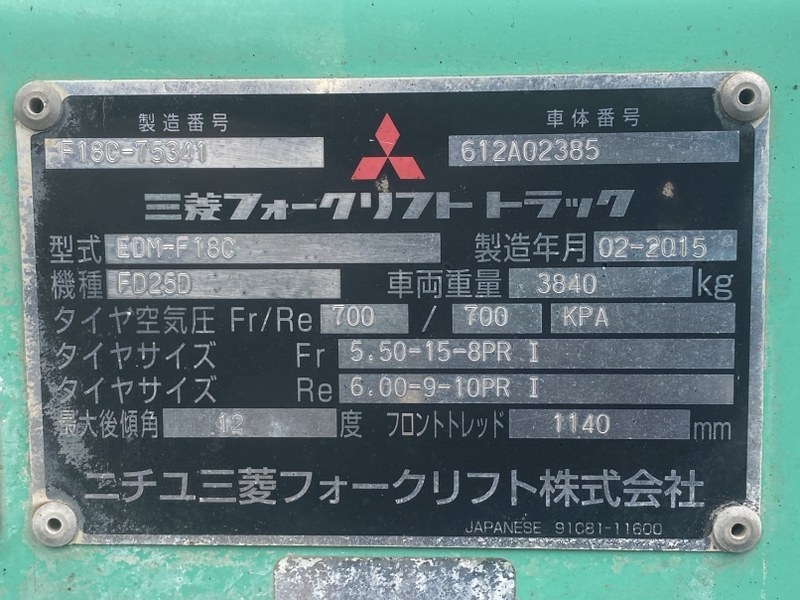 製造番号 車体番号
F18C-75341 612A02385
三菱フォークリフト トラック
型式 EDM-F18C 製造年月 02-2015
機種 FD25D 車両重量 3840 kg
タイヤ空気圧 Fr/Re 700 / 700 KPA
タイヤサイズ Fr 5.50-15-8PR I
タイヤサイズ Re 6.00-9-10PR I
最大後傾角 12 度 フロントトレッド 1140 mm
ニチユ三菱フォークリフト株式会社
JAPANESE 91C81-11600